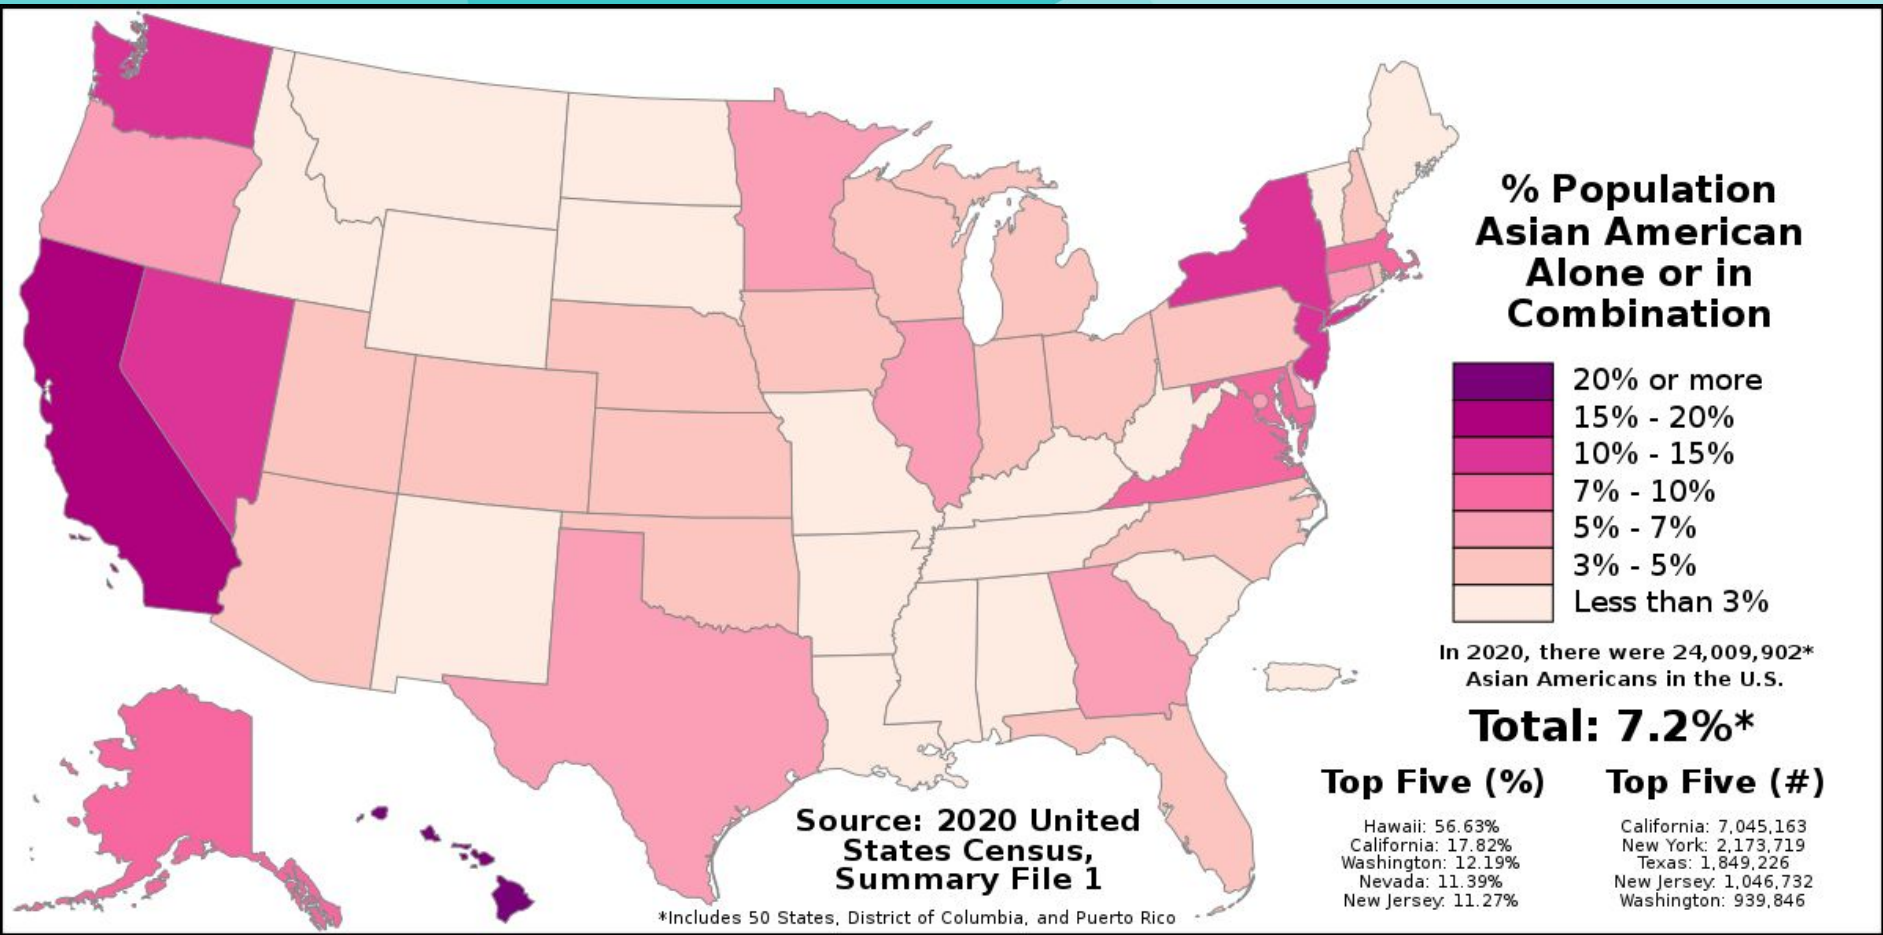 % Population
Asian American
Alone or in
Combination
20% or more
15% - 20%
10% - 15%
7% - 10%
5% - 7%
3% - 5%
Less than 3%
In 2020, there were 24,009,902*
Asian Americans in the U.S.
Total: 7.2%*
Top Five (%)
Hawaii: 56.63%
California: 17.82%
Washington: 12.19%
Nevada: 11.39%
New Jersey: 11.27%
Top Five (#)
California: 7,045,163
New York: 2,173,719
Texas: 1,849,226
New Jersey: 1,046,732
Washington: 939,846
Source: 2020 United
States Census,
Summary File 1
*Includes 50 States, District of Columbia, and Puerto Rico